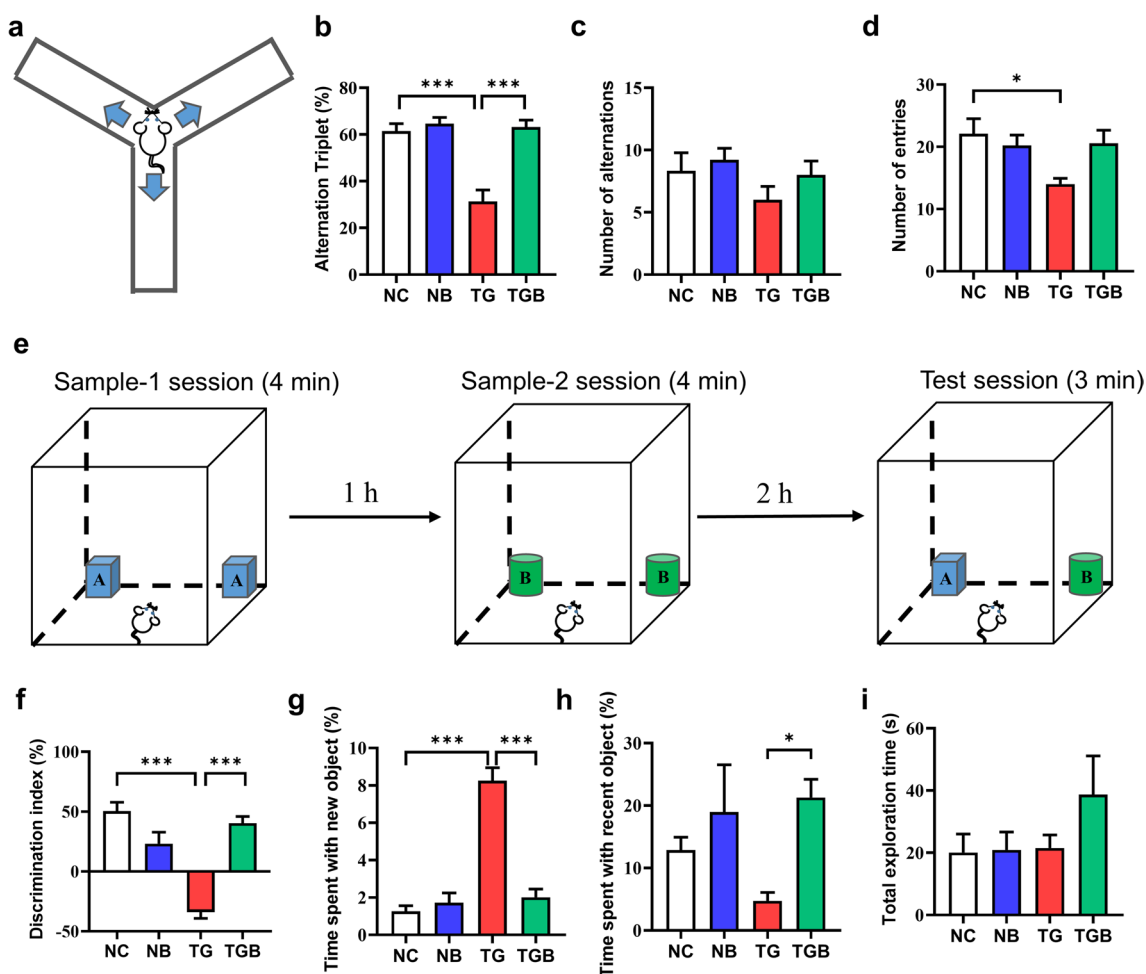 a
b
Alternation Triplet (%)
80
60
40
20
0
*** ***
NC NB TG TGB
c
Number of alternations
15
10
5
0
NC NB TG TGB
d
Number of entries
30
20
10
0
*
NC NB TG TGB
e
Sample-1 session (4 min)
Sample-2 session (4 min)
Test session (3 min)
1 h
2 h
A A
B B
A B
f
Discrimination index (%)
100
50
0
-50
*** ***
NC NB TG TGB
g
Time spent with new object (%)
10
8
6
4
2
0
*** ***
NC NB TG TGB
h
Time spent with recent object (%)
30
20
10
0
*
NC NB TG TGB
i
Total exploration time (s)
60
40
20
0
NC NB TG TGB